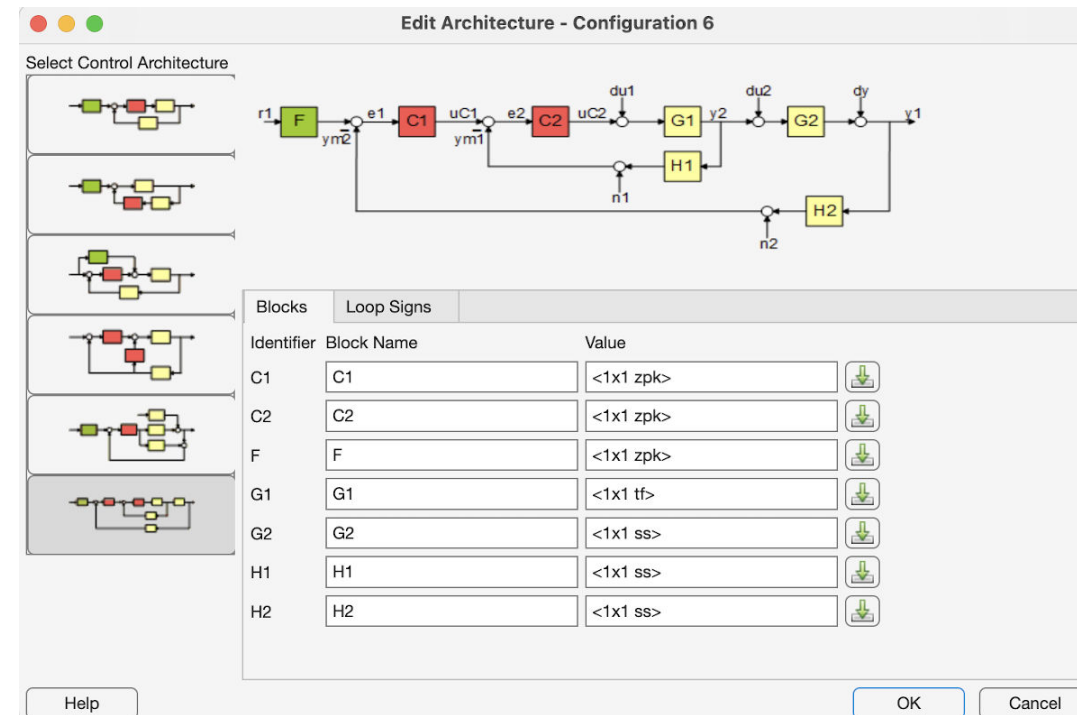 Edit Architecture - Configuration 6
Select Control Architecture
du1 du2 dy
r1 F e1 C1 uC1 e2 C2 uC2 G1 y2 G2 y1
ym2 ym1
H1
n1
H2
n2
Blocks Loop Signs
Identifier Block Name Value
C1 C1 <1x1 zpk>
C2 C2 <1x1 zpk>
F F <1x1 zpk>
G1 G1 <1x1 tf>
G2 G2 <1x1 ss>
H1 H1 <1x1 ss>
H2 H2 <1x1 ss>
Help OK Cancel